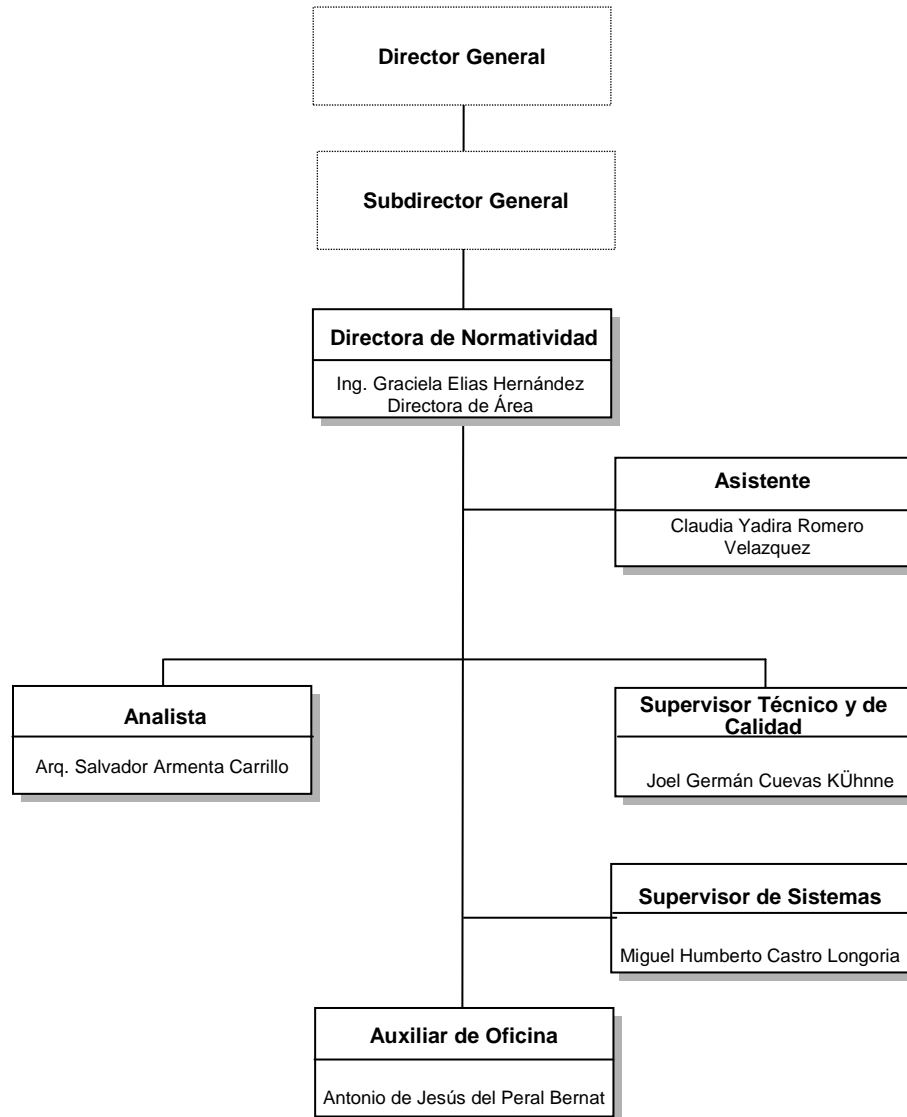 Director General
Subdirector General
Directora de Normatividad
Ing. Graciela Elias Hernández
Directora de Área
Asistente
Claudia Yadira Romero
Velazquez
Analista
Arq. Salvador Armenta Carrillo
Supervisor Técnico y de
Calidad
Joel Germán Cuevas KÜhnne
Supervisor de Sistemas
Miguel Humberto Castro Longoria
Auxiliar de Oficina
Antonio de Jesús del Peral Bernat